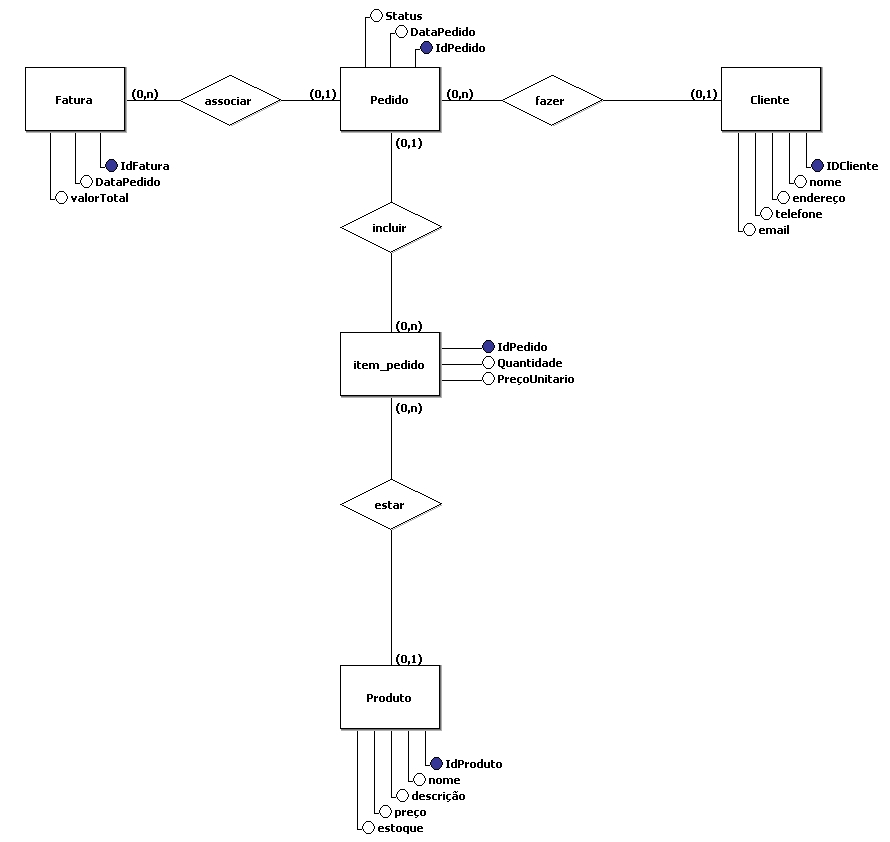 Status
DataPedido
IdPedido
Fatura
(0,n)
associar
(0,1)
Pedido
(0,n)
fazer
(0,1)
Cliente
(0,1)
IdFatura
DataPedido
valorTotal
IDCliente
nome
endereço
telefone
email
incluir
(0,n)
item_pedido
IdPedido
Quantidade
PreçoUnitario
(0,n)
estar
(0,1)
Produto
IdProduto
nome
descrição
preço
estoque